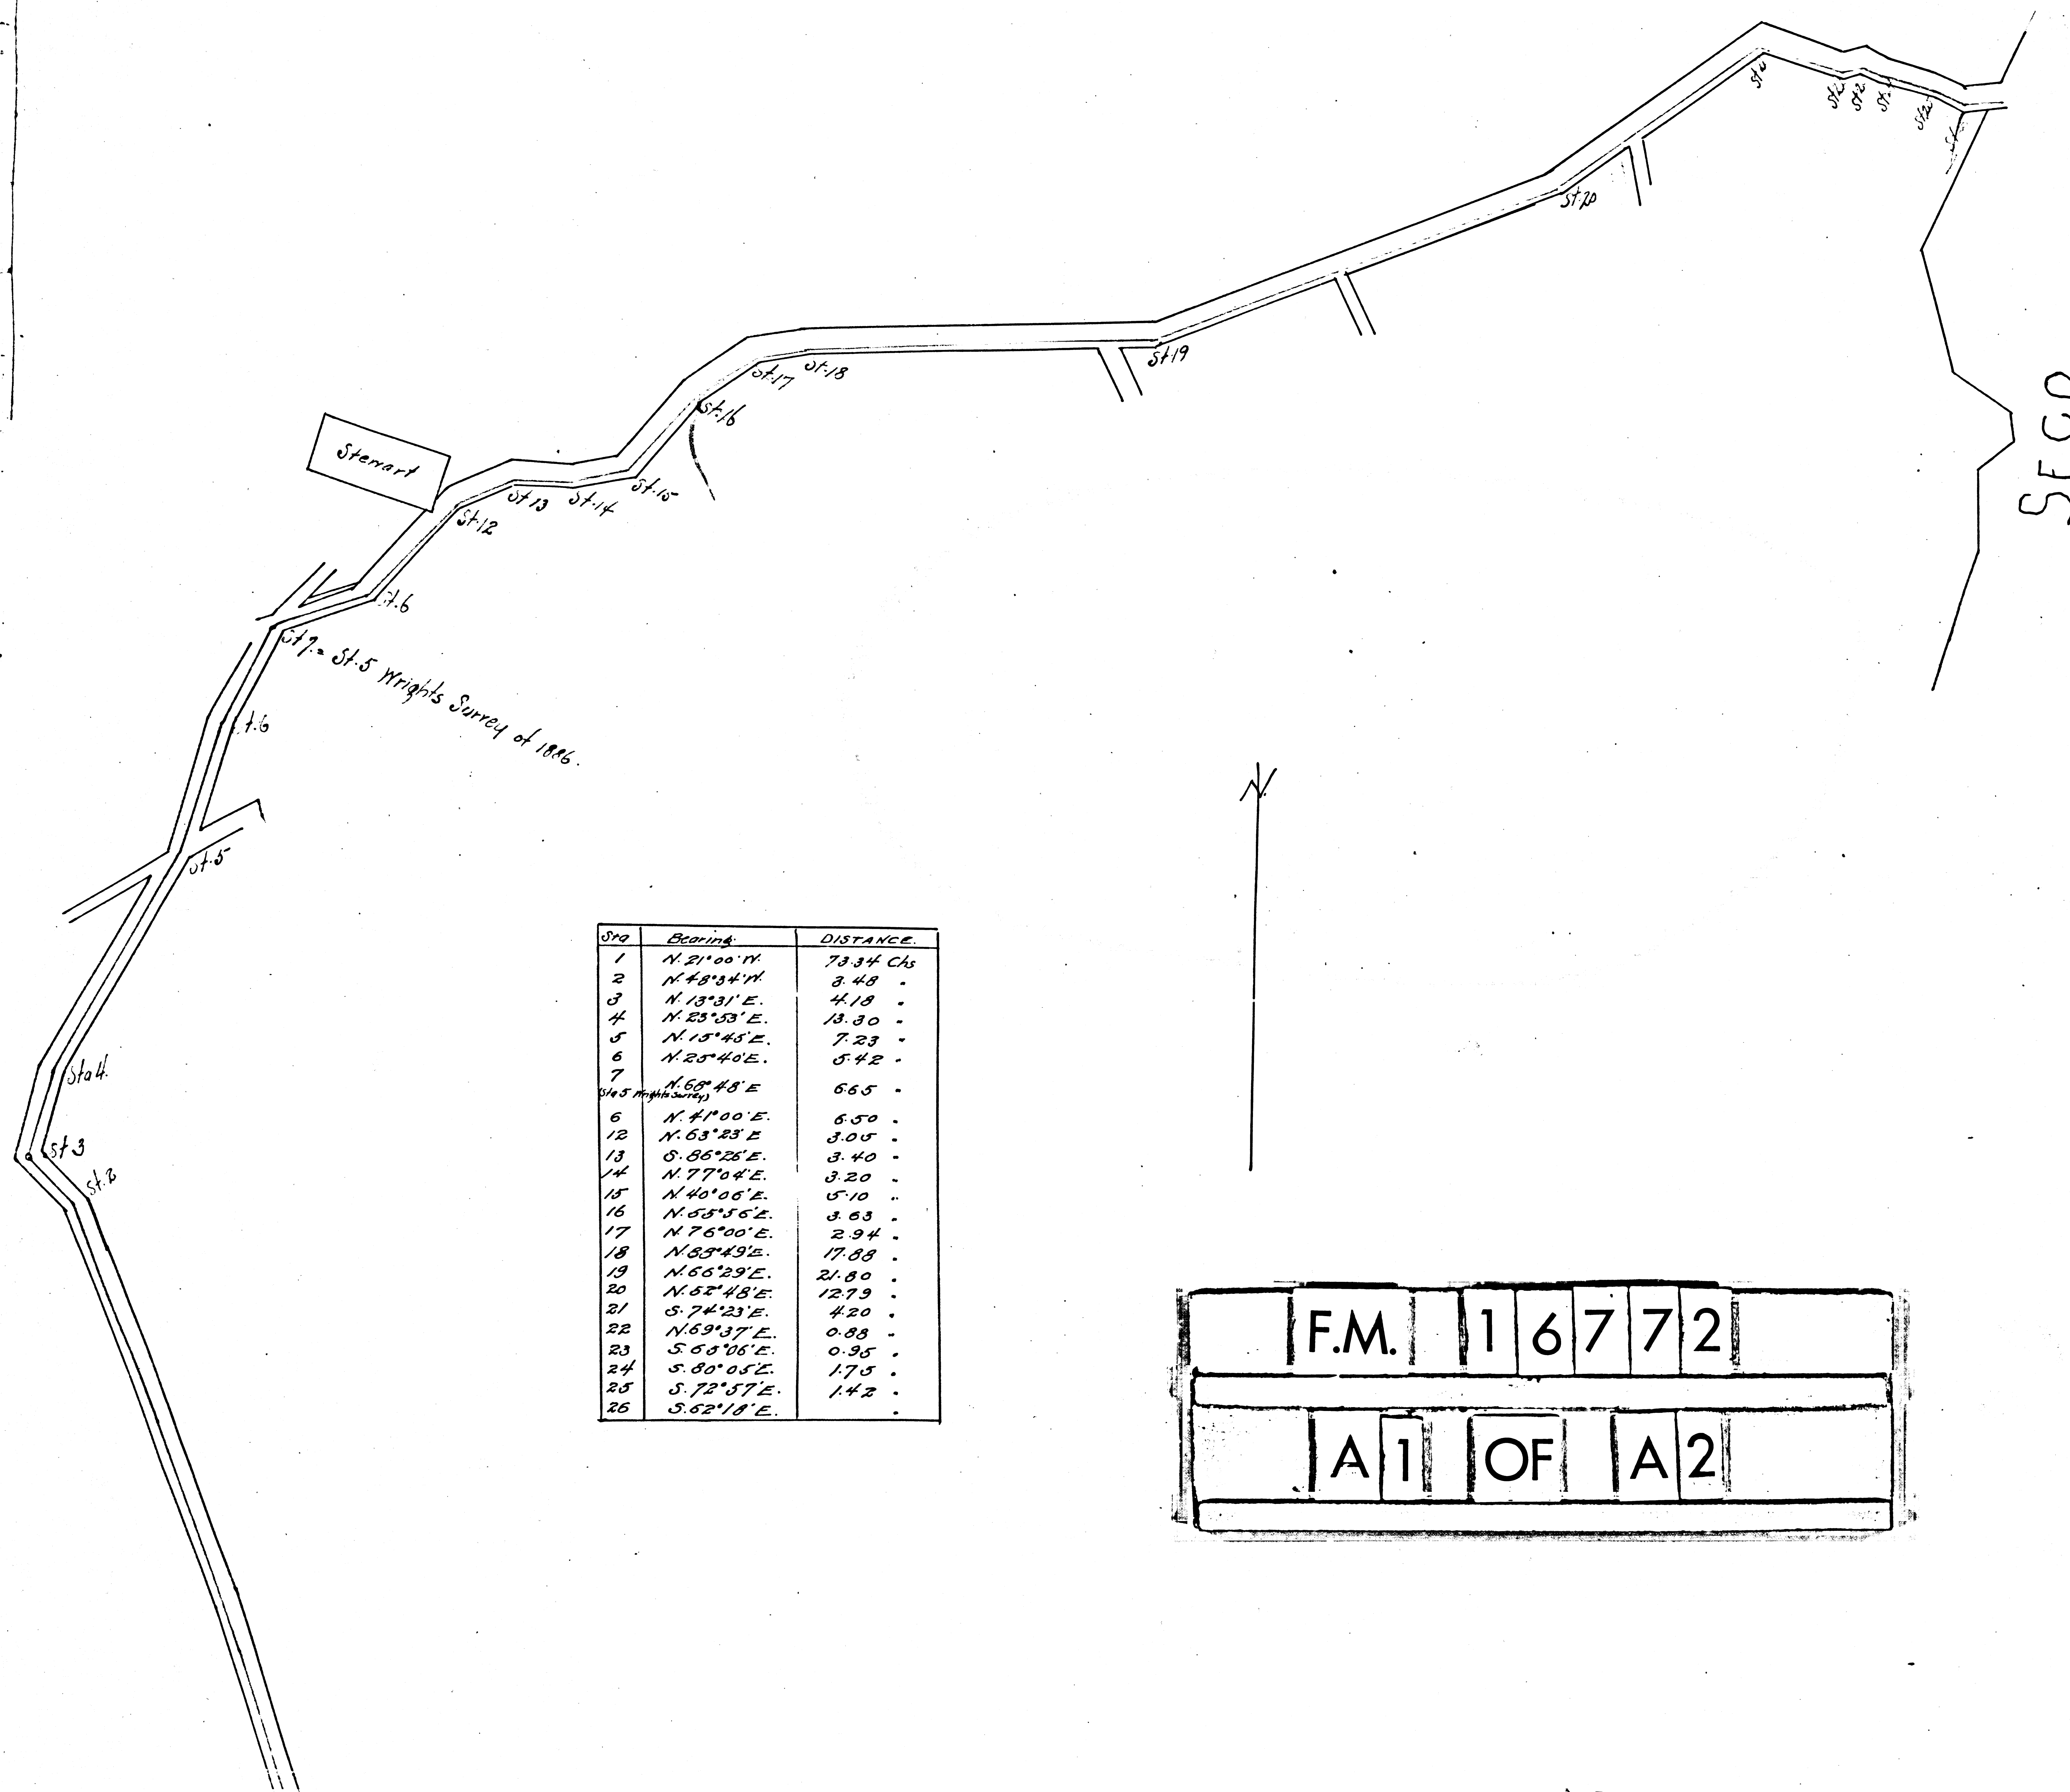 St.20
St.19
St.18
St.17
St.16
St.15
St.14
St.13
St.12
Stewart
St.6
St 7. = St.5 Wrights Survey of 1886.
St.6
St.5
Sta 4.
St 3
St.2
N.
SEGO
Sta Bearing. DISTANCE.
1 N. 21°00' W. 73.34 Chs
2 N. 48°34' W. 3.48 "
3 N. 13°31' E. 4.18 "
4 N. 23°53' E. 13.30 "
5 N. 15°45' E. 7.23 "
6 N. 25°40' E. 5.42 "
7 N. 68°48' E 6.65 "
(Sta 5 Wrights Survey)
6 N. 41°00' E. 6.50 "
12 N. 63°23' E 3.05 "
13 S. 86°26' E. 3.40 "
14 N. 77°04' E. 3.20 "
15 N. 40°06' E. 5.10 "
16 N. 55°56' E. 3.63 "
17 N. 76°00' E. 2.94 "
18 N. 88°49' E. 17.88 "
19 N. 66°29' E. 21.80 "
20 N. 52°48' E. 12.79 "
21 S. 74°23' E. 4.20 "
22 N. 69°37' E. 0.88 "
23 S. 65°06' E. 0.95 "
24 S. 80°05' E. 1.75 "
25 S. 72°57' E. 1.42 "
26 S. 62°18' E. "
F.M. 16772
A1 OF A2